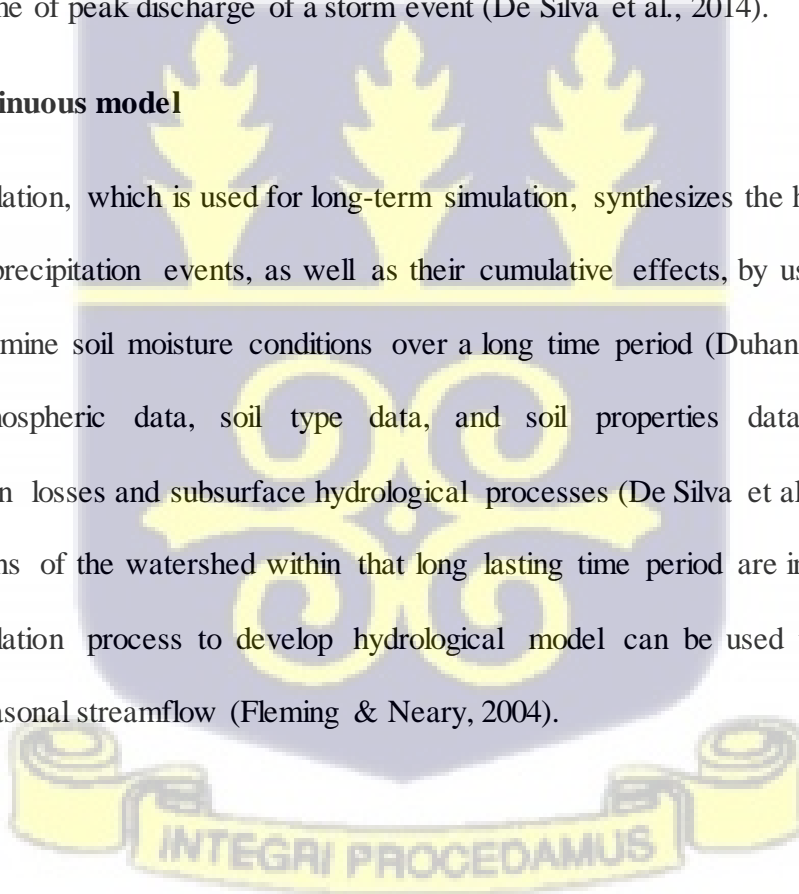 ne of peak discharge of a storm event (De Silva et al., 2014).
inuous model
lation, which is used for long-term simulation, synthesizes the h
precipitation events, as well as their cumulative effects, by us
mine soil moisture conditions over a long time period (Duhan
nospheric data, soil type data, and soil properties data
n losses and subsurface hydrological processes (De Silva et al
ns of the watershed within that long lasting time period are in
lation process to develop hydrological model can be used
asonal streamflow (Fleming & Neary, 2004).
INTEGRI PROCEDAMUS